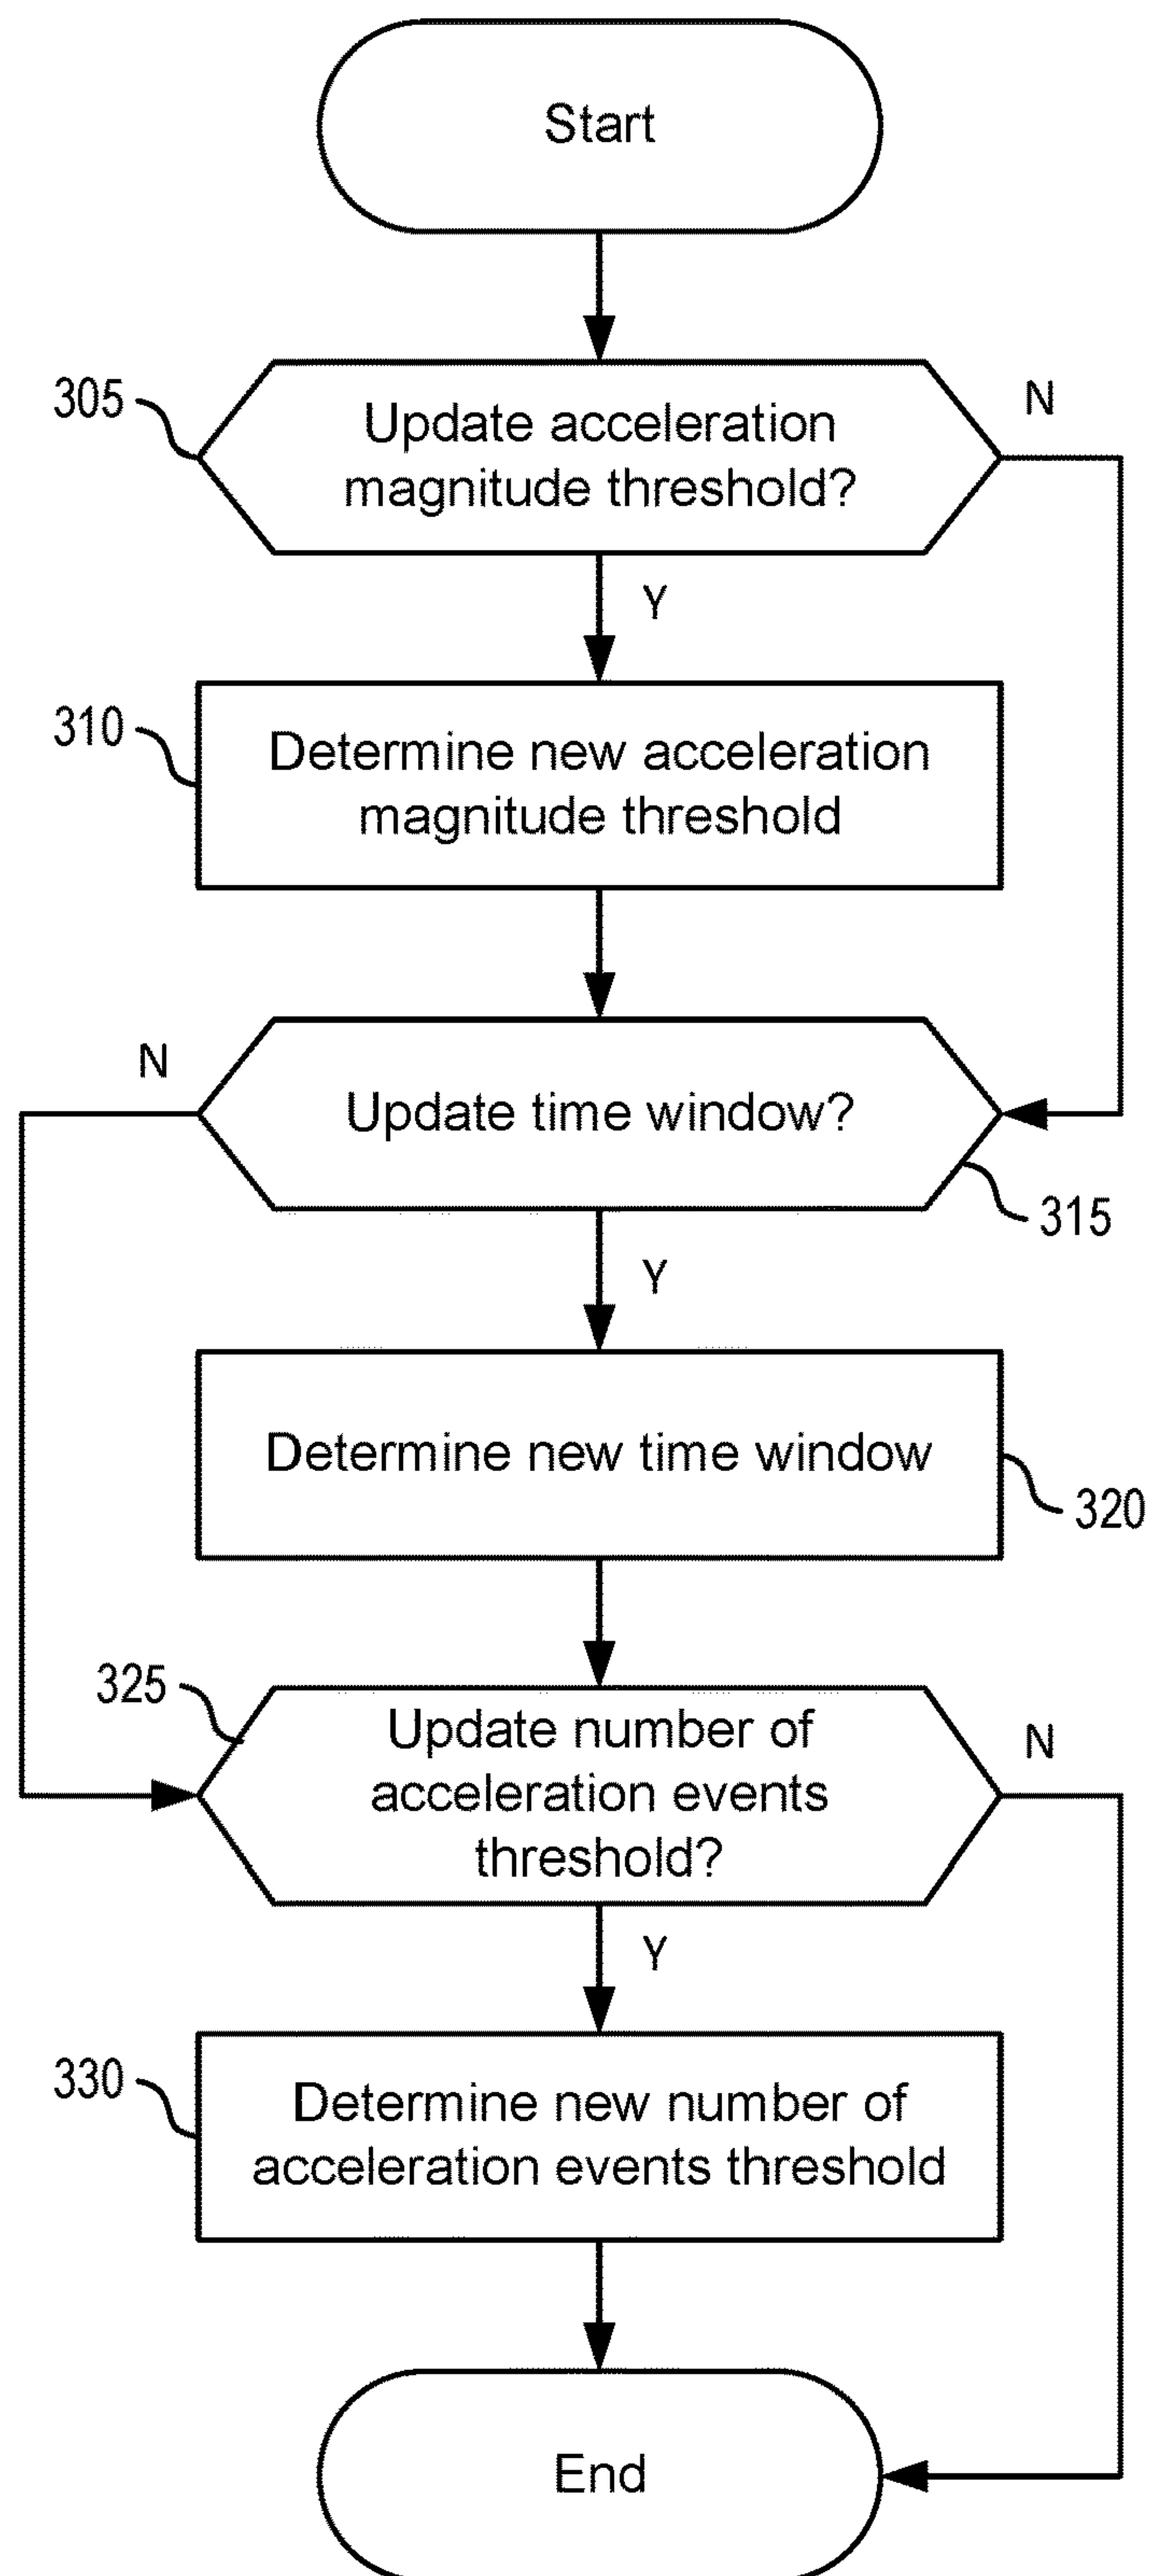 Start
305
Update acceleration
magnitude threshold?
N
Y
310
Determine new acceleration
magnitude threshold
N
Update time window?
315
Y
Determine new time window
320
325
Update number of
acceleration events
threshold?
N
Y
330
Determine new number of
acceleration events threshold
End